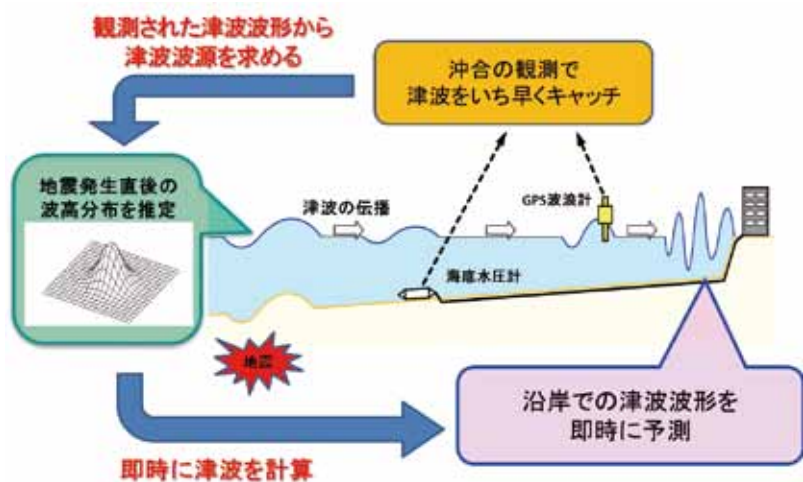 観測された津波波形から
津波波源を求める
沖合の観測で
津波をいち早くキャッチ
地震発生直後の
波高分布を推定
津波の伝播
GPS波浪計
海底水圧計
地震
沿岸での津波波形を
即時に予測
即時に津波を計算